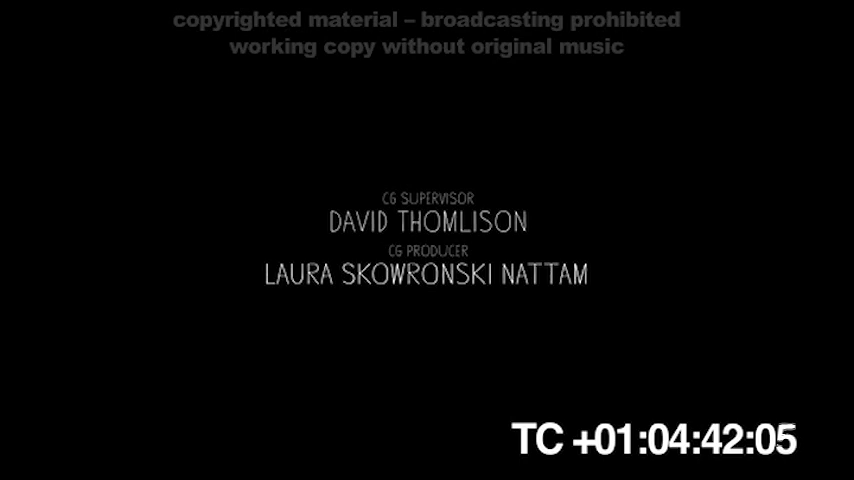 copyrighted material – broadcasting prohibited
working copy without original music
CG SUPERVISOR
DAVID THOMLISON
CG PRODUCER
LAURA SKOWRONSKI NATTAM
TC +01:04:42:05